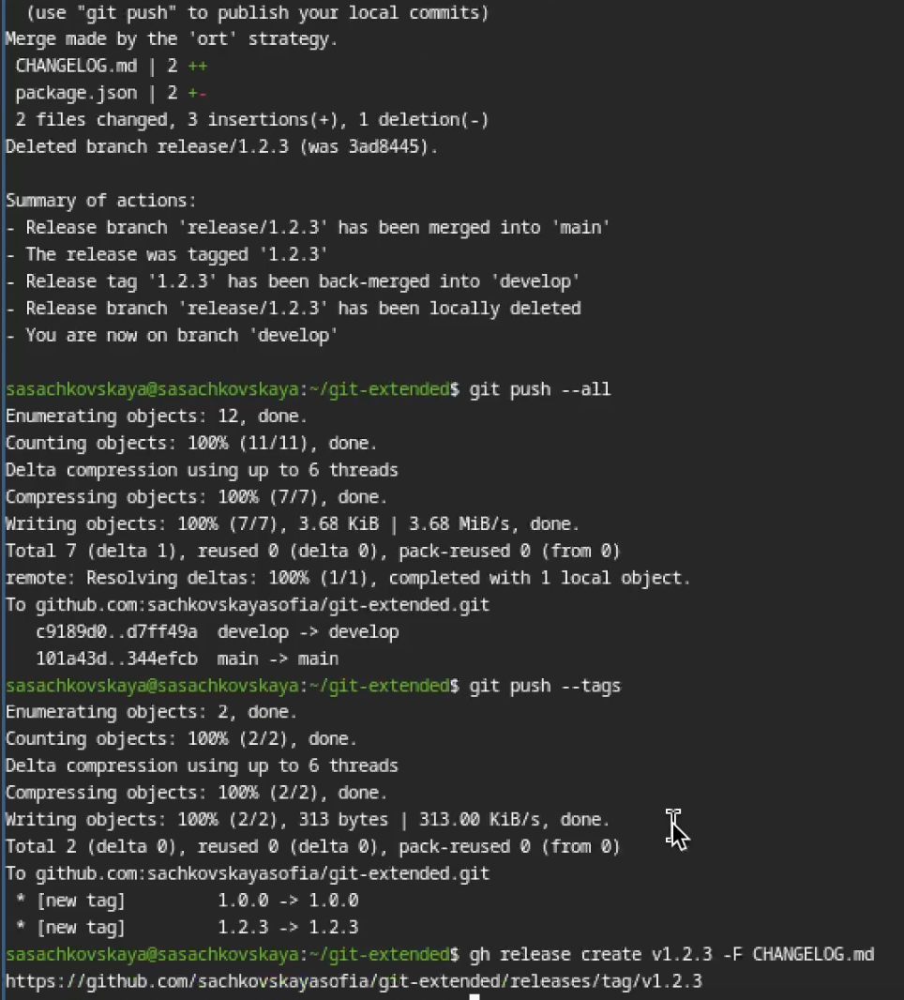 (use "git push" to publish your local commits)
Merge made by the 'ort' strategy.
CHANGELOG.md | 2 ++
package.json | 2 +-
2 files changed, 3 insertions(+), 1 deletion(-)
Deleted branch release/1.2.3 (was 3ad8445).
Summary of actions:
- Release branch 'release/1.2.3' has been merged into 'main'
- The release was tagged '1.2.3'
- Release tag '1.2.3' has been back-merged into 'develop'
- Release branch 'release/1.2.3' has been locally deleted
- You are now on branch 'develop'
sasachkovskaya@sasachkovskaya:~/git-extended$ git push --all
Enumerating objects: 12, done.
Counting objects: 100% (11/11), done.
Delta compression using up to 6 threads
Compressing objects: 100% (7/7), done.
Writing objects: 100% (7/7), 3.68 KiB | 3.68 MiB/s, done.
Total 7 (delta 1), reused 0 (delta 0), pack-reused 0 (from 0)
remote: Resolving deltas: 100% (1/1), completed with 1 local object.
To github.com:sachkovskayasofia/git-extended.git
c9189d0..d7ff49a  develop -> develop
101a43d..344efcb  main -> main
sasachkovskaya@sasachkovskaya:~/git-extended$ git push --tags
Enumerating objects: 2, done.
Counting objects: 100% (2/2), done.
Delta compression using up to 6 threads
Compressing objects: 100% (2/2), done.
Writing objects: 100% (2/2), 313 bytes | 313.00 KiB/s, done.
Total 2 (delta 0), reused 0 (delta 0), pack-reused 0 (from 0)
To github.com:sachkovskayasofia/git-extended.git
* [new tag]         1.0.0 -> 1.0.0
* [new tag]         1.2.3 -> 1.2.3
sasachkovskaya@sasachkovskaya:~/git-extended$ gh release create v1.2.3 -F CHANGELOG.md
https://github.com/sachkovskayasofia/git-extended/releases/tag/v1.2.3